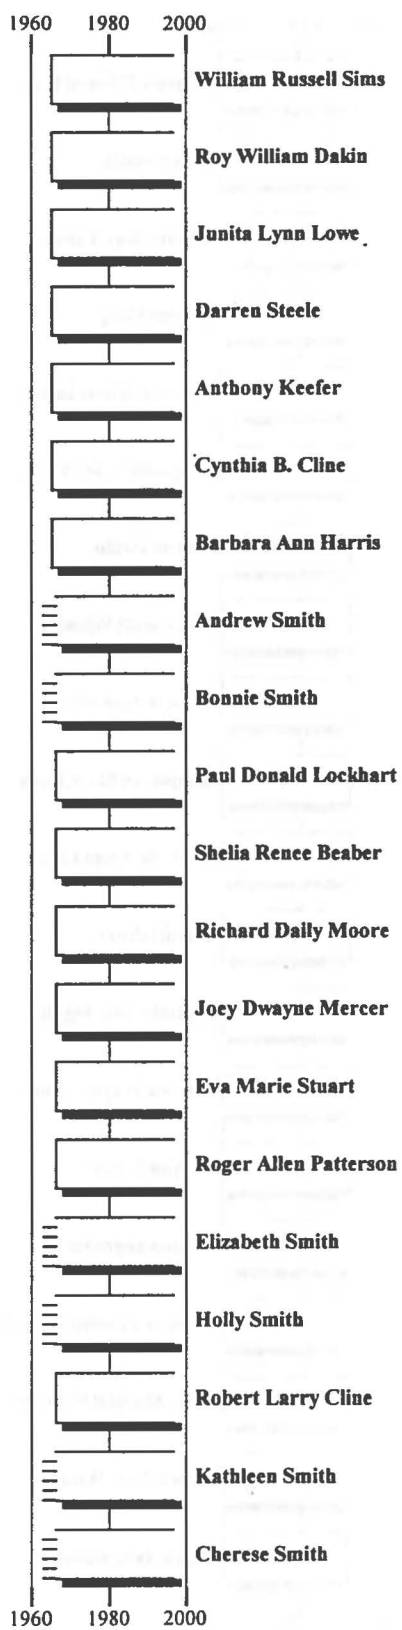 1960 1980 2000
William Russell Sims
Roy William Dakin
Junita Lynn Lowe
Darren Steele
Anthony Keefer
Cynthia B. Cline
Barbara Ann Harris
Andrew Smith
Bonnie Smith
Paul Donald Lockhart
Shelia Renee Beaber
Richard Daily Moore
Joey Dwayne Mercer
Eva Marie Stuart
Roger Allen Patterson
Elizabeth Smith
Holly Smith
Robert Larry Cline
Kathleen Smith
Cherese Smith
1960 1980 2000